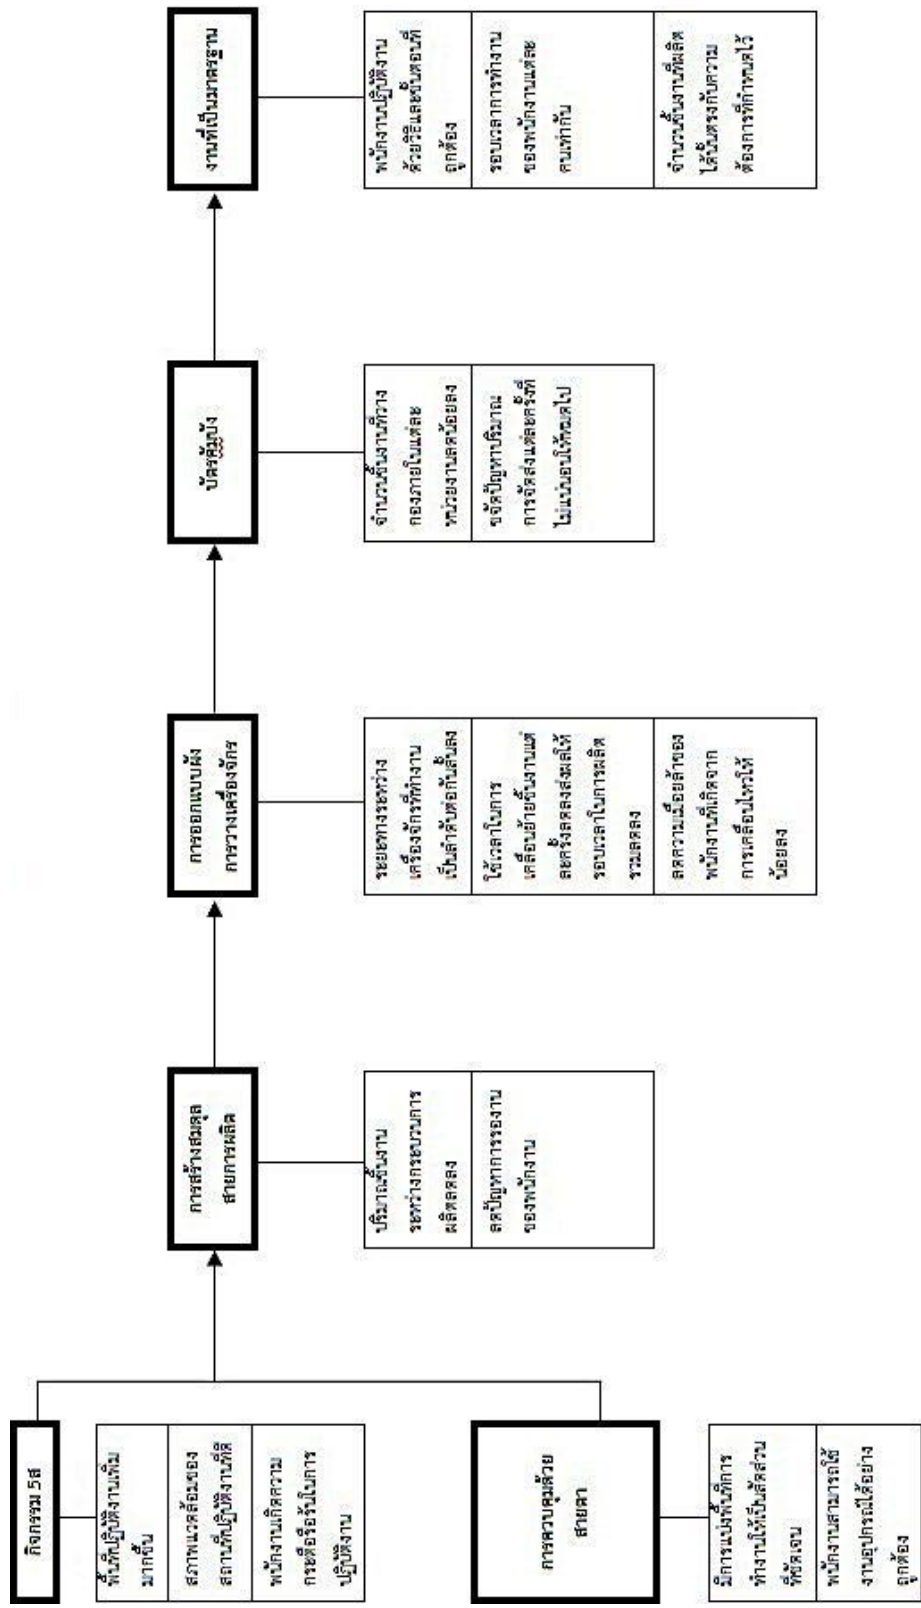 กิจกรรม 5ส
พื้นที่ปฏิบัติงานเพิ่ม
มากขึ้น
สภาพแวดล้อมของ
สถานที่ปฏิบัติงานที่ดี
พนักงานเกิดความ
กระตือรือร้นในการ
ปฏิบัติงาน
การควบคุมด้วย
สายตา
มีการแบ่งพื้นที่การ
ทำงานให้เป็นสัดส่วน
ที่ชัดเจน
พนักงานสามารถใช้
งานอุปกรณ์ได้อย่าง
ถูกต้อง
การสร้างสมดุล
สายการผลิต
ปริมาณชิ้นงาน
ระหว่างกระบวนการ
ผลิตลดลง
ลดปัญหาการรองาน
ของพนักงาน
การออกแบบผัง
การวางเครื่องจักร
ระยะทางระหว่าง
เครื่องจักรที่ทำงาน
เป็นลำดับต่อกันสั้นลง
ใช้เวลาในการ
เคลื่อนย้ายชิ้นงานแต่
ละครั้งลดลงส่งผลให้
รอบเวลาในการผลิต
รวมลดลง
ลดความเมื่อยล้าของ
พนักงานที่เกิดจาก
การเคลื่อนไหวให้
น้อยลง
บัตรคัมบัง
จำนวนชิ้นงานที่วาง
กองภายในแต่ละ
หน่วยงานลดน้อยลง
ขจัดปัญหาปริมาณ
การจัดส่งแต่ละครั้งที่
ไม่แน่นอนให้หมดไป
งานที่เป็นมาตรฐาน
พนักงานปฏิบัติงาน
ด้วยวิธีและขั้นตอนที่
ถูกต้อง
รอบเวลาการทำงาน
ของพนักงานแต่ละ
คนเท่ากัน
จำนวนชิ้นงานที่ผลิต
ได้นั้นตรงกับความ
ต้องการที่กำหนดไว้